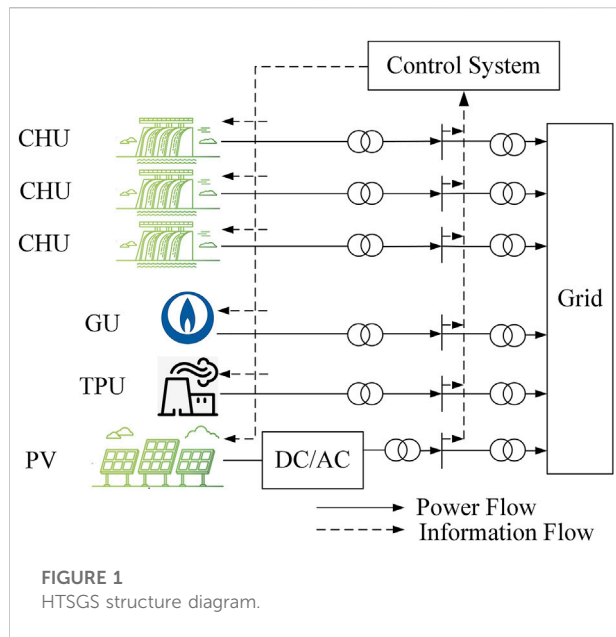 Control System
CHU
CHU
CHU
GU
TPU
PV
DC/AC
Grid
Power Flow
Information Flow
FIGURE 1
HTSGS structure diagram.